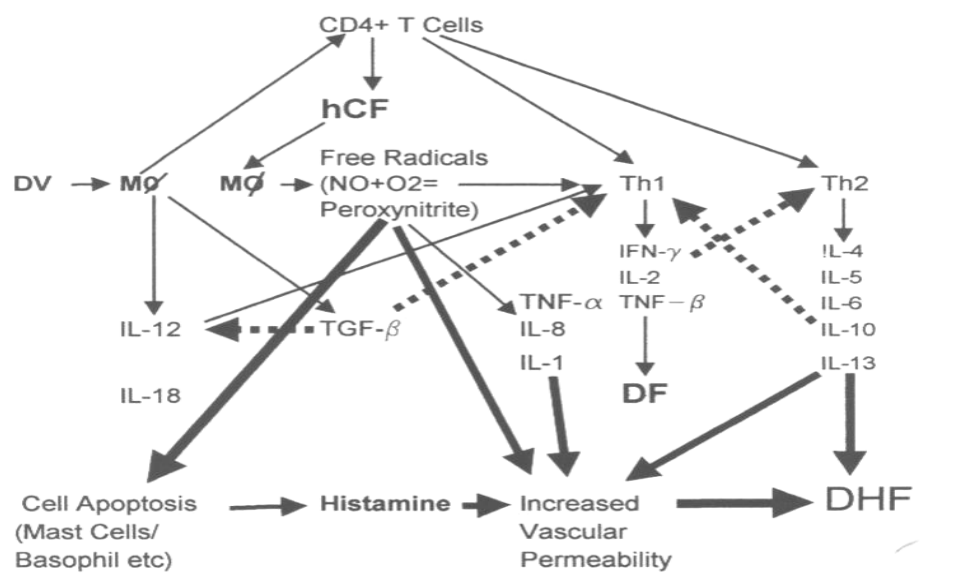 CD4+ T Cells
hCF
Free Radicals
DV
MØ
MØ
(NO+O2=
Peroxynitrite)
Th1
Th2
IFN-γ
IL-2
TNF-β
IL-4
IL-5
IL-6
IL-10
IL-13
TNF-α
IL-8
IL-1
IL-12
TGF-β
IL-18
DF
Cell Apoptosis
(Mast Cells/
Basophil etc)
Histamine
Increased
Vascular
Permeability
DHF